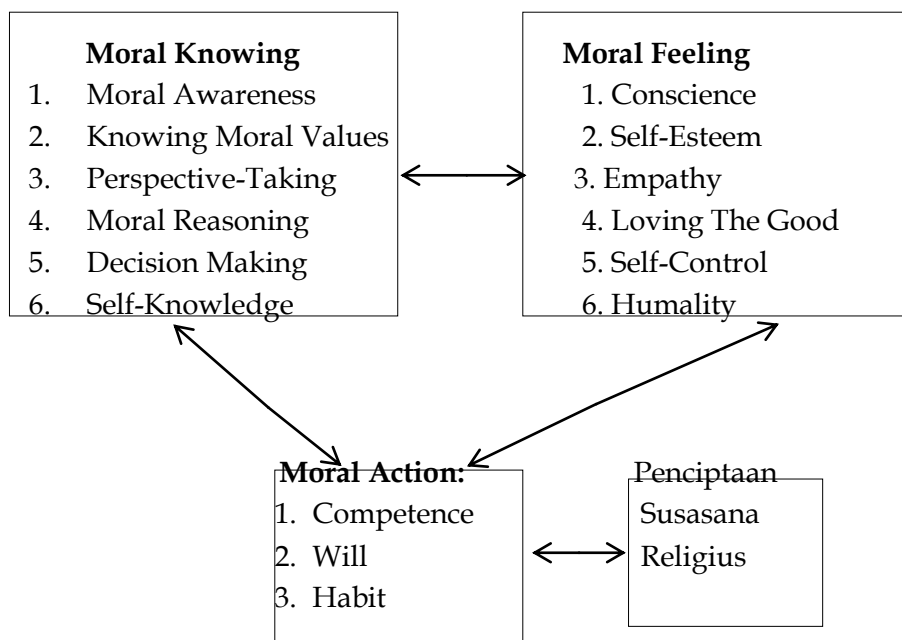 Moral Knowing
1. Moral Awareness
2. Knowing Moral Values
3. Perspective-Taking
4. Moral Reasoning
5. Decision Making
6. Self-Knowledge
Moral Feeling
1. Conscience
2. Self-Esteem
3. Empathy
4. Loving The Good
5. Self-Control
6. Humality
Moral Action:
1. Competence
2. Will
3. Habit
Penciptaan
Susasana
Religius